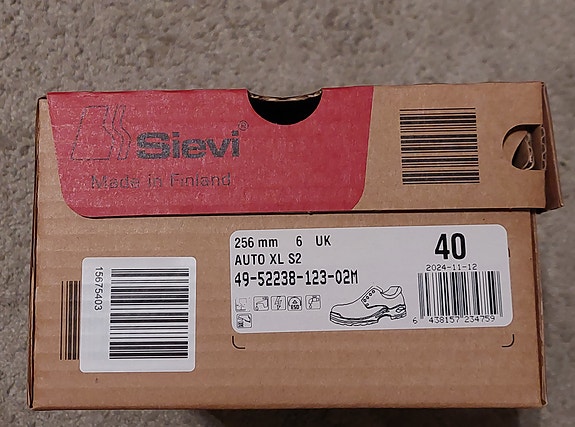 Sievi®
Made in Finland
256 mm 6 UK
AUTO XL S2
49-52238-123-02M
40
2024-11-12
ESD
6 438157 234759
15675403